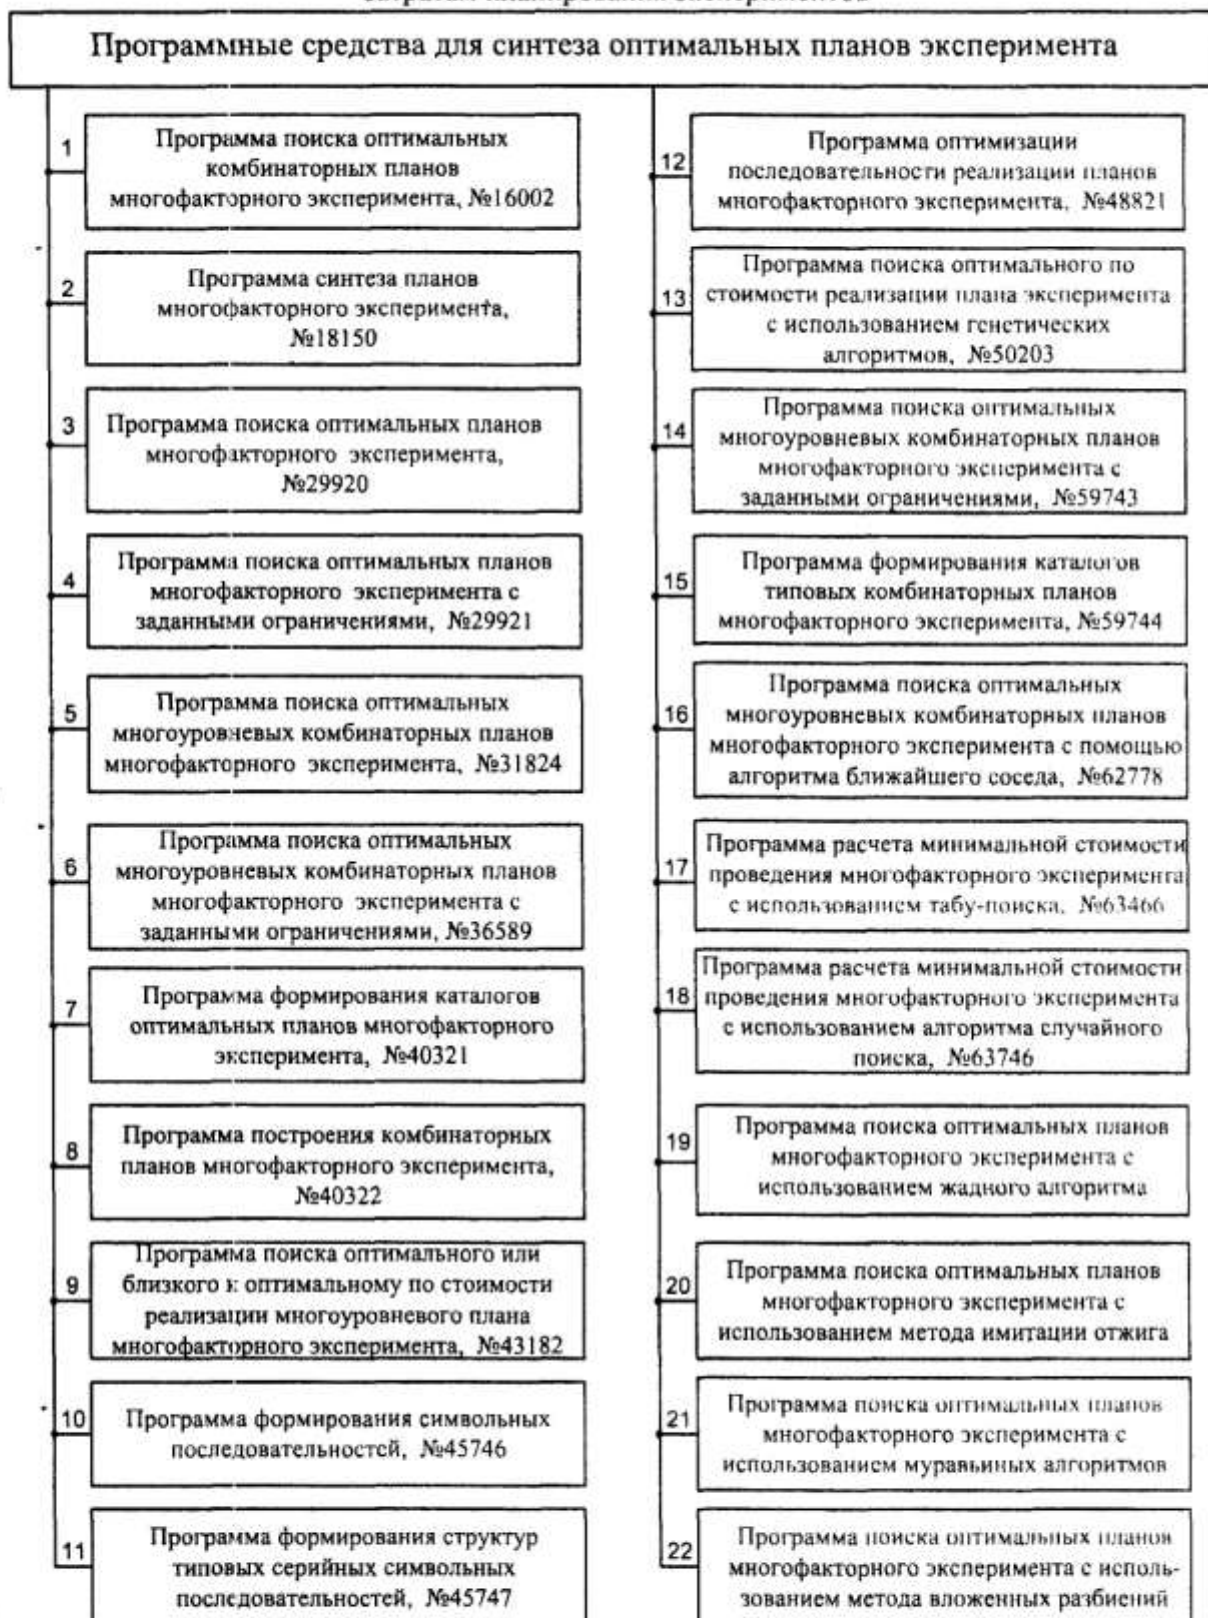 Программные средства для синтеза оптимальных планов эксперимента
1
Программа поиска оптимальных
комбинаторных планов
многофакторного эксперимента, №16002
2
Программа синтеза планов
многофакторного эксперимента,
№18150
3
Программа поиска оптимальных планов
многофакторного эксперимента,
№29920
4
Программа поиска оптимальных планов
многофакторного эксперимента с
заданными ограничениями, №29921
5
Программа поиска оптимальных
многоуровневых комбинаторных планов
многофакторного эксперимента, №31824
6
Программа поиска оптимальных
многоуровневых комбинаторных планов
многофакторного эксперимента с
заданными ограничениями, №36589
7
Программа формирования каталогов
оптимальных планов многофакторного
эксперимента, №40321
8
Программа построения комбинаторных
планов многофакторного эксперимента,
№40322
9
Программа поиска оптимального или
близкого к оптимальному по стоимости
реализации многоуровневого плана
многофакторного эксперимента, №43182
10
Программа формирования символьных
последовательностей, №45746
11
Программа формирования структур
типовых серийных символьных
последовательностей, №45747
12
Программа оптимизации
последовательности реализации планов
многофакторного эксперимента, №48821
13
Программа поиска оптимального по
стоимости реализации плана эксперимента
с использованием генетических
алгоритмов, №50203
14
Программа поиска оптимальных
многоуровневых комбинаторных планов
многофакторного эксперимента с
заданными ограничениями, №59743
15
Программа формирования каталогов
типовых комбинаторных планов
многофакторного эксперимента, №59744
16
Программа поиска оптимальных
многоуровневых комбинаторных планов
многофакторного эксперимента с помощью
алгоритма ближайшего соседа, №62778
17
Программа расчета минимальной стоимости
проведения многофакторного эксперимента
с использованием табу-поиска, №63466
18
Программа расчета минимальной стоимости
проведения многофакторного эксперимента
с использованием алгоритма случайного
поиска, №63746
19
Программа поиска оптимальных планов
многофакторного эксперимента с
использованием жадного алгоритма
20
Программа поиска оптимальных планов
многофакторного эксперимента с
использованием метода имитации отжига
21
Программа поиска оптимальных планов
многофакторного эксперимента с
использованием муравьиных алгоритмов
22
Программа поиска оптимальных планов
многофакторного эксперимента с исполь-
зованием метода вложенных разбиений